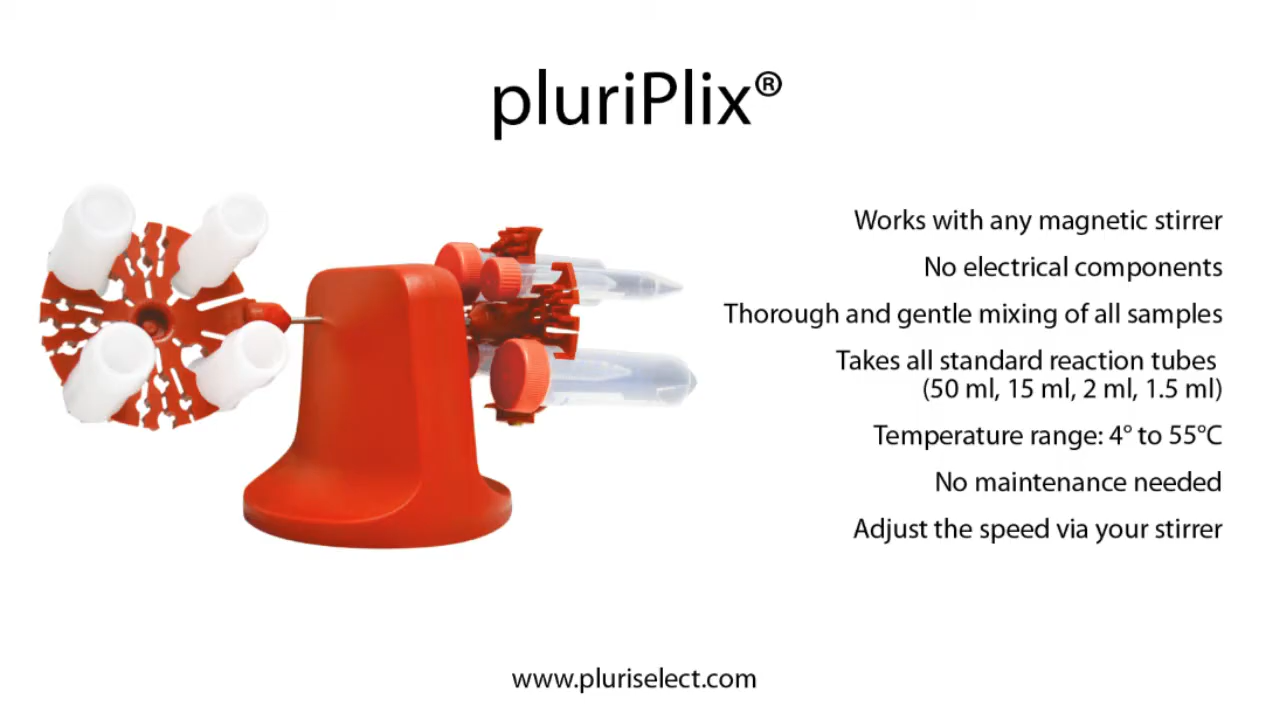 pluriPlix®
Works with any magnetic stirrer
No electrical components
Thorough and gentle mixing of all samples
Takes all standard reaction tubes
(50 ml, 15 ml, 2 ml, 1.5 ml)
Temperature range: 4° to 55°C
No maintenance needed
Adjust the speed via your stirrer
www.pluriselect.com